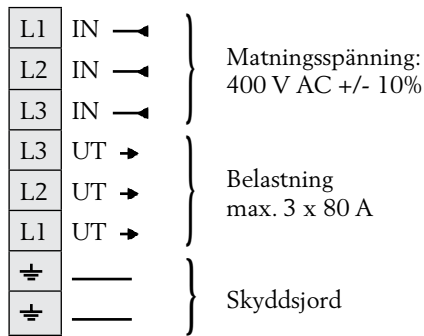 L1 IN
L2 IN
L3 IN
Matningsspänning:
400 V AC +/- 10%
L3 UT
L2 UT
L1 UT
Belastning
max. 3 x 80 A
Skyddsjord